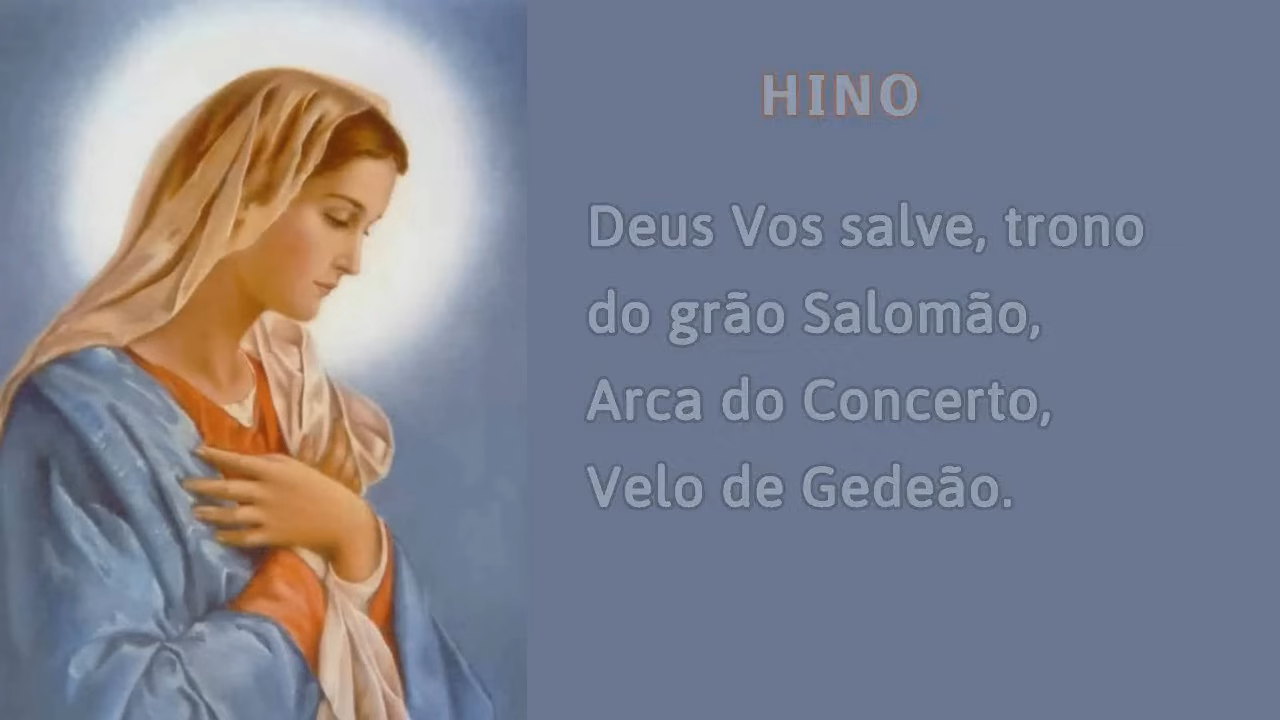 HINO
Deus Vos salve, trono
do grão Salomão,
Arca do Concerto,
Velo de Gedeão.